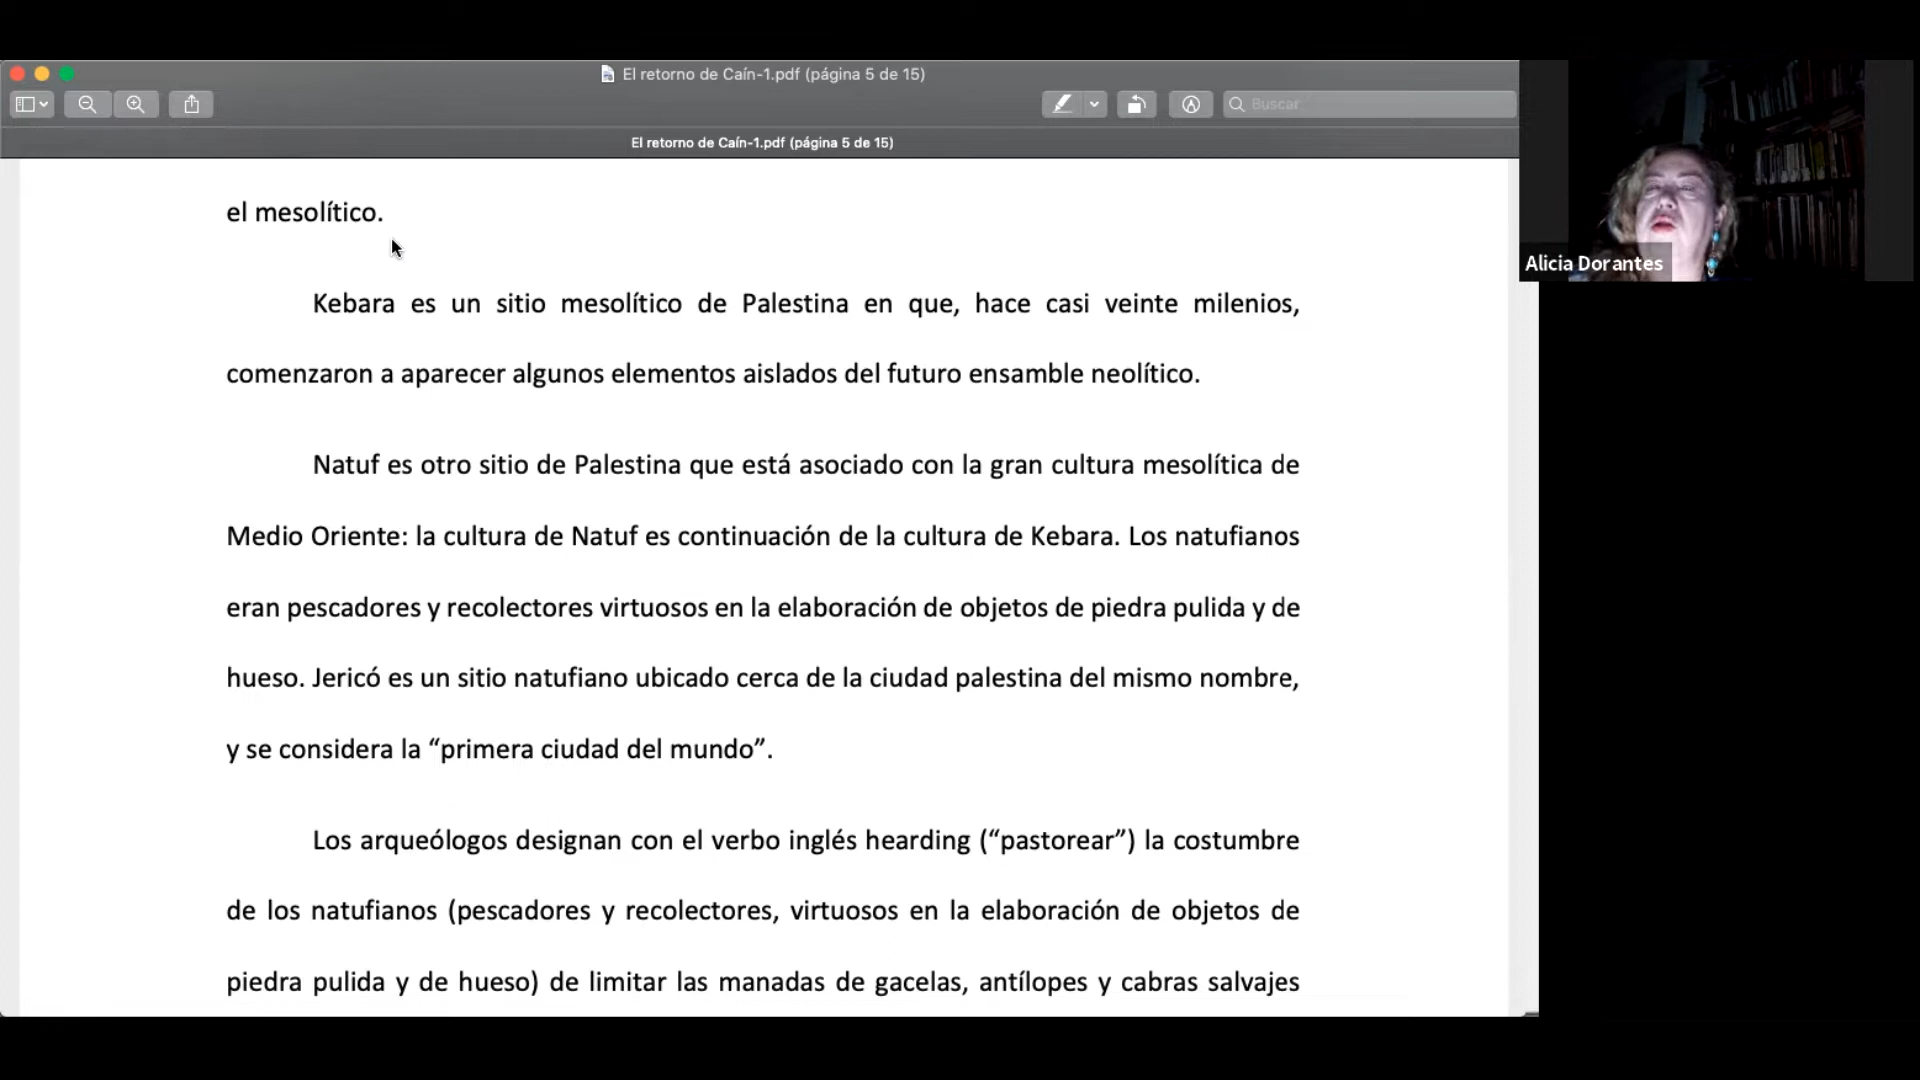 El retorno de Caín-1.pdf (página 5 de 15)
Buscar
El retorno de Caín-1.pdf (página 5 de 15)
el mesolítico.
Kebara es un sitio mesolítico de Palestina en que, hace casi veinte milenios,
comenzaron a aparecer algunos elementos aislados del futuro ensamble neolítico.
Natuf es otro sitio de Palestina que está asociado con la gran cultura mesolítica de
Medio Oriente: la cultura de Natuf es continuación de la cultura de Kebara. Los natufianos
eran pescadores y recolectores virtuosos en la elaboración de objetos de piedra pulida y de
hueso. Jericó es un sitio natufiano ubicado cerca de la ciudad palestina del mismo nombre,
y se considera la “primera ciudad del mundo”.
Los arqueólogos designan con el verbo inglés hearding (“pastorear”) la costumbre
de los natufianos (pescadores y recolectores, virtuosos en la elaboración de objetos de
piedra pulida y de hueso) de limitar las manadas de gacelas, antílopes y cabras salvajes
Alicia Dorantes